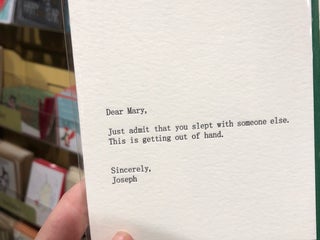 Dear Mary,
Just admit that you slept with someone else.
This is getting out of hand.
Sincerely,
Joseph